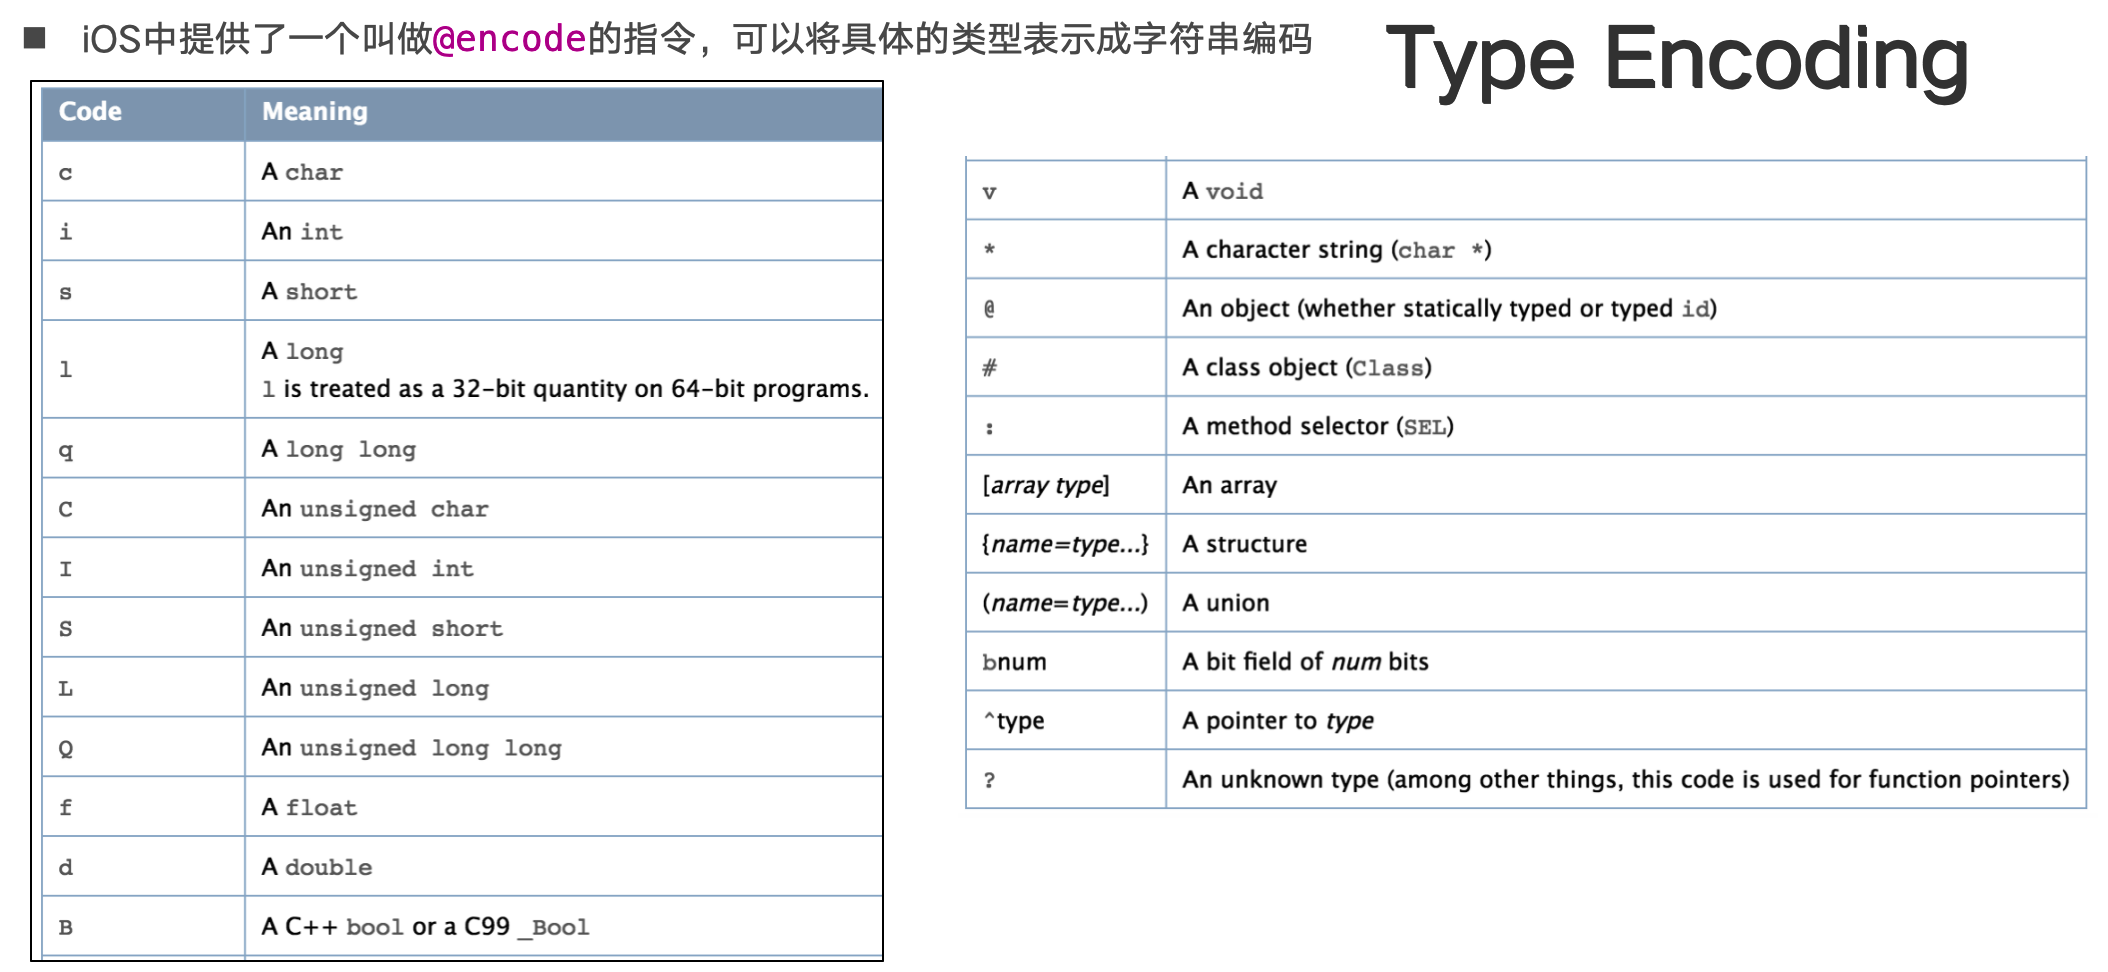 ■ iOS中提供了一个叫做@encode的指令，可以将具体的类型表示成字符串编码
Type Encoding
Code Meaning
c A char
i An int
s A short
l A long
l is treated as a 32-bit quantity on 64-bit programs.
q A long long
C An unsigned char
I An unsigned int
S An unsigned short
L An unsigned long
Q An unsigned long long
f A float
d A double
B A C++ bool or a C99 _Bool
v A void
* A character string (char *)
@ An object (whether statically typed or typed id)
# A class object (Class)
: A method selector (SEL)
[array type] An array
{name=type...} A structure
(name=type...) A union
bnum A bit field of num bits
^type A pointer to type
? An unknown type (among other things, this code is used for function pointers)